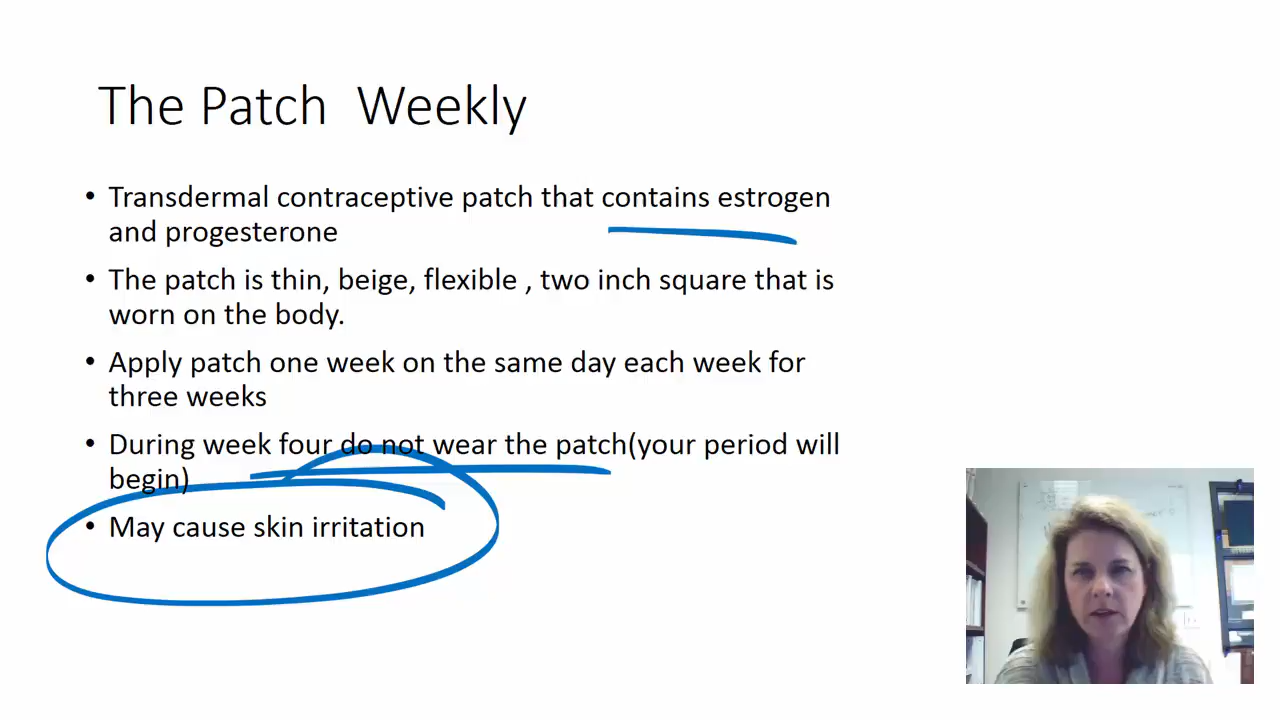 The Patch  Weekly
• Transdermal contraceptive patch that contains estrogen
and progesterone
• The patch is thin, beige, flexible , two inch square that is
worn on the body.
• Apply patch one week on the same day each week for
three weeks
• During week four do not wear the patch(your period will
begin)
• May cause skin irritation